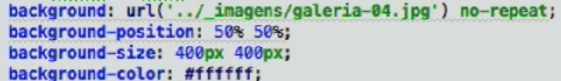 background: url('../_imagens/galeria-04.jpg') no-repeat;
background-position: 50% 50%;
background-size: 400px 400px;
background-color: #ffffff;